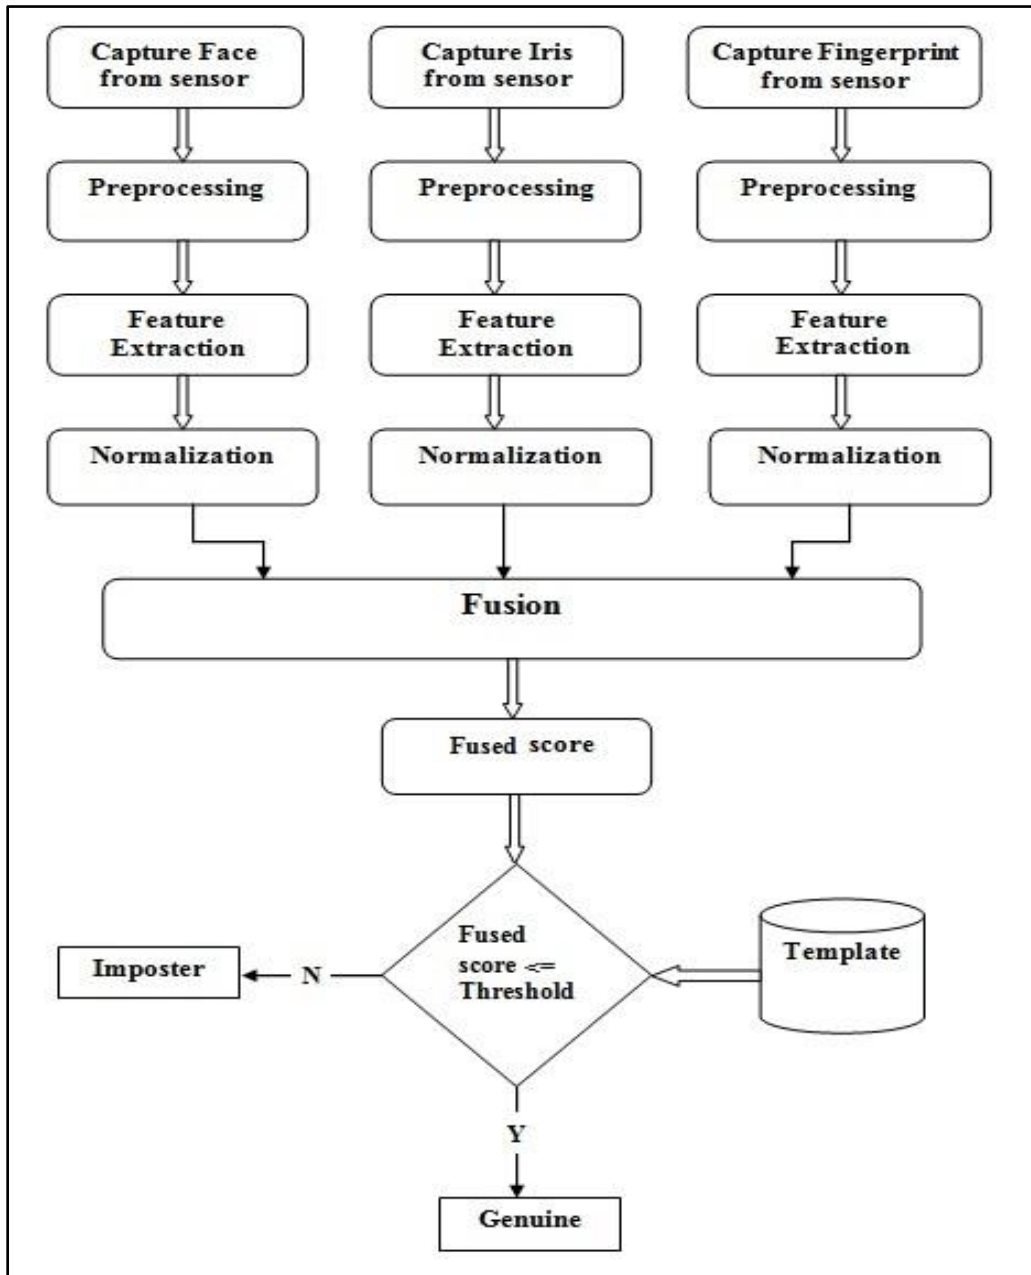 Capture Face
from sensor
Capture Iris
from sensor
Capture Fingerprint
from sensor
Preprocessing
Preprocessing
Preprocessing
Feature
Extraction
Feature
Extraction
Feature
Extraction
Normalization
Normalization
Normalization
Fusion
Fused score
Fused
score <=
Threshold
Template
Imposter
N
Y
Genuine